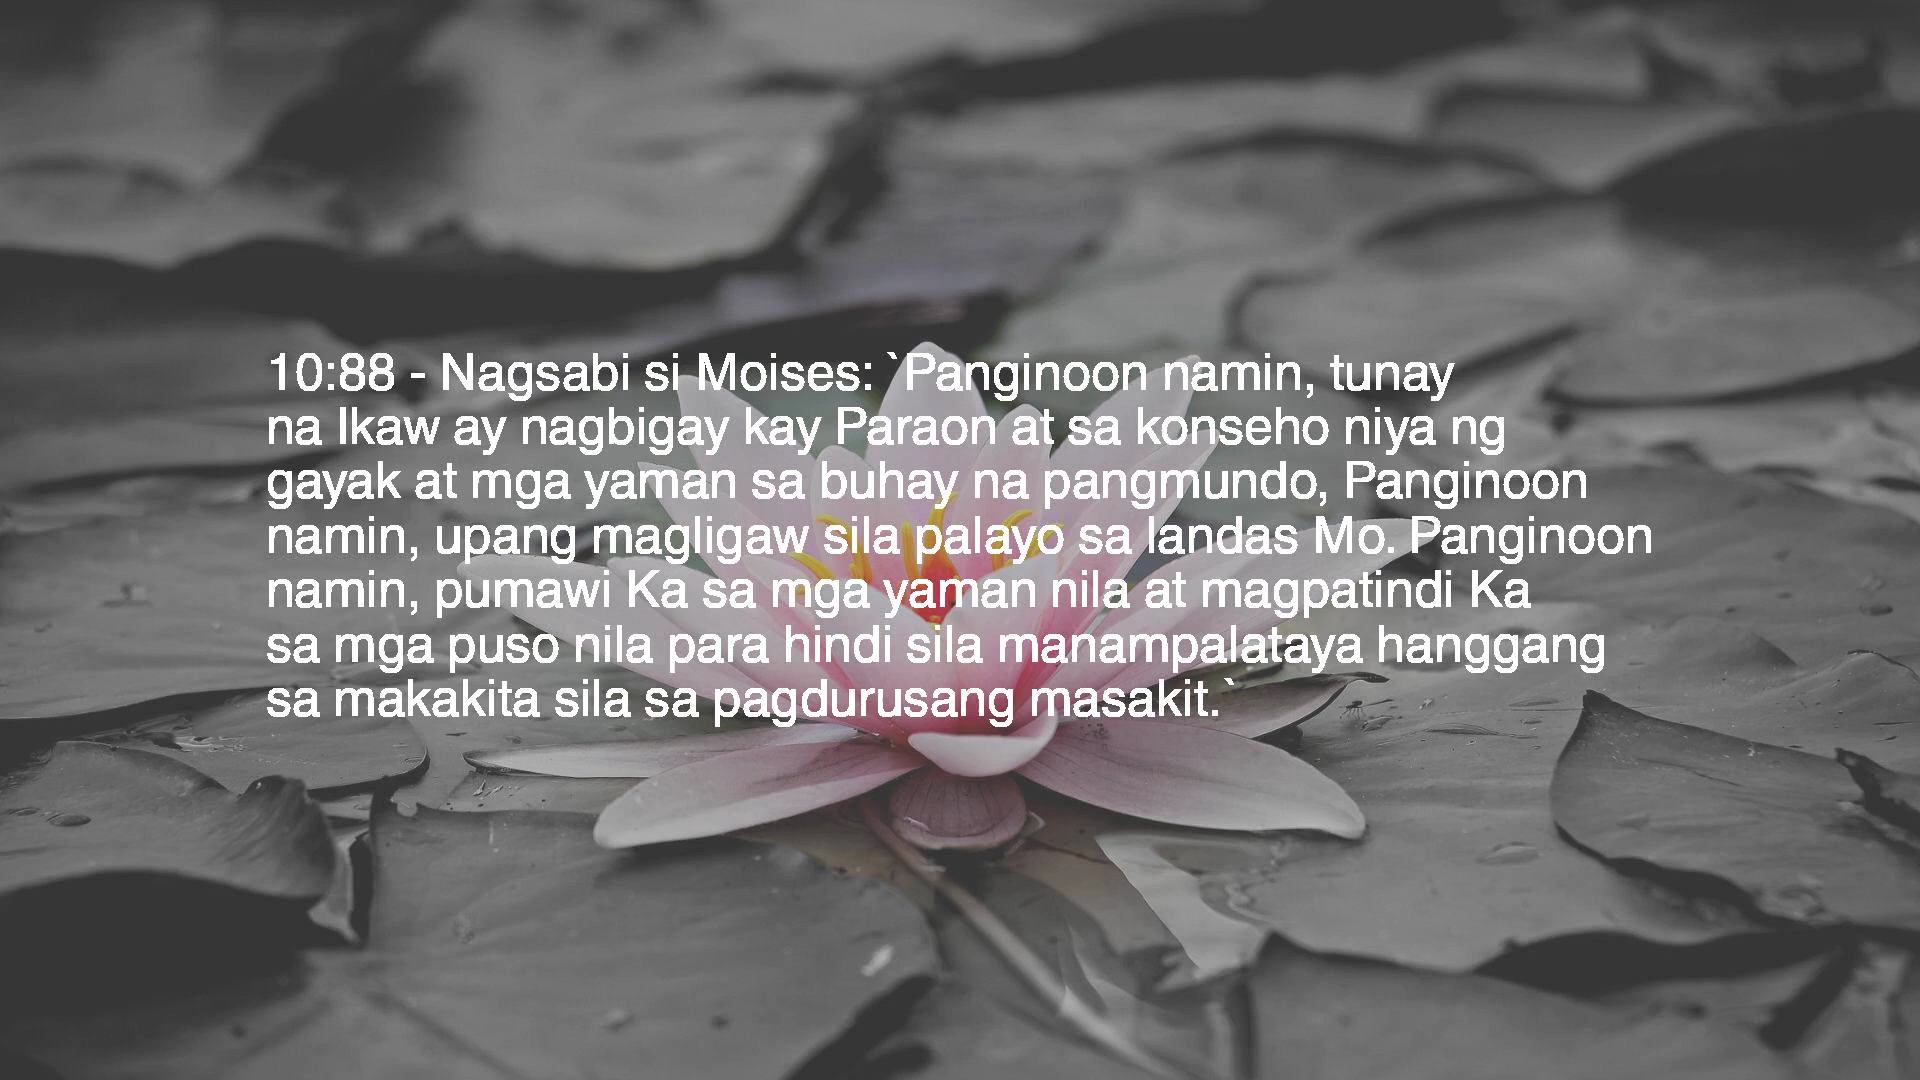 10:88 - Nagsabi si Moises: `Panginoon namin, tunay
na Ikaw ay nagbigay kay Paraon at sa konseho niya ng
gayak at mga yaman sa buhay na pangmundo, Panginoon
namin, upang magligaw sila palayo sa landas Mo. Panginoon
namin, pumawi Ka sa mga yaman nila at magpatindi Ka
sa mga puso nila para hindi sila manampalataya hanggang
sa makakita sila sa pagdurusang masakit.`